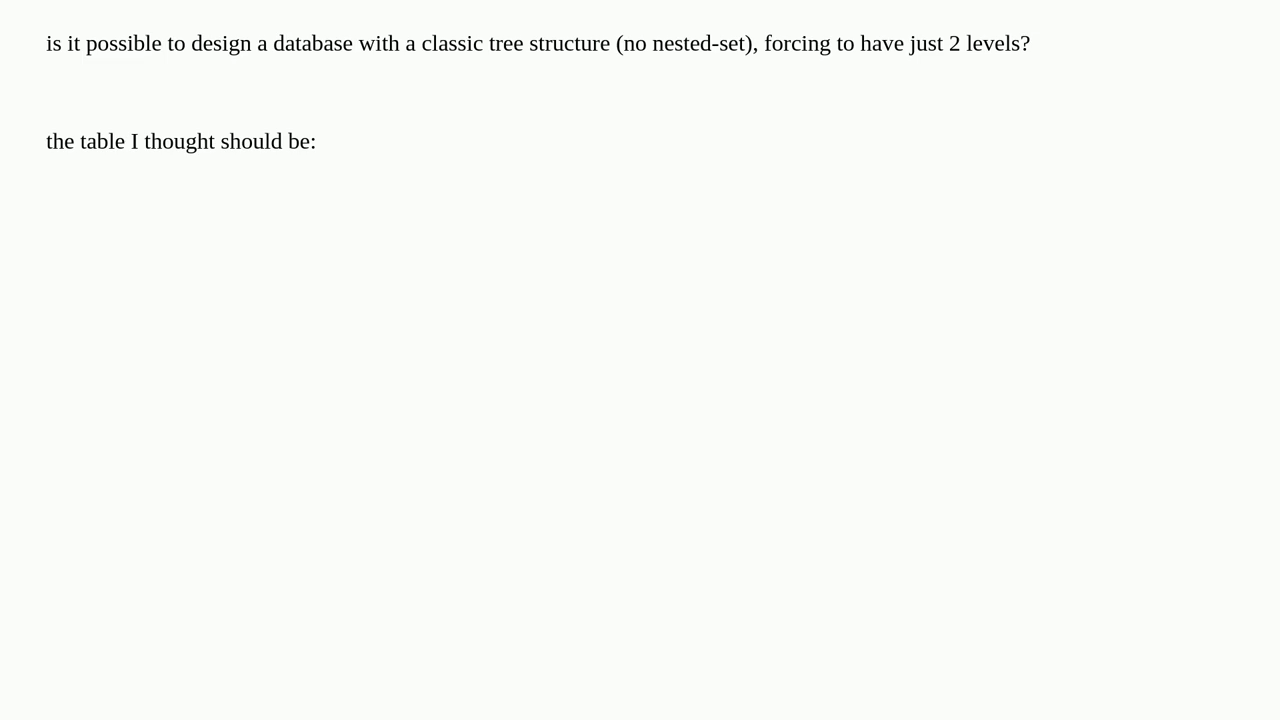 is it possible to design a database with a classic tree structure (no nested-set), forcing to have just 2 levels?
the table I thought should be: